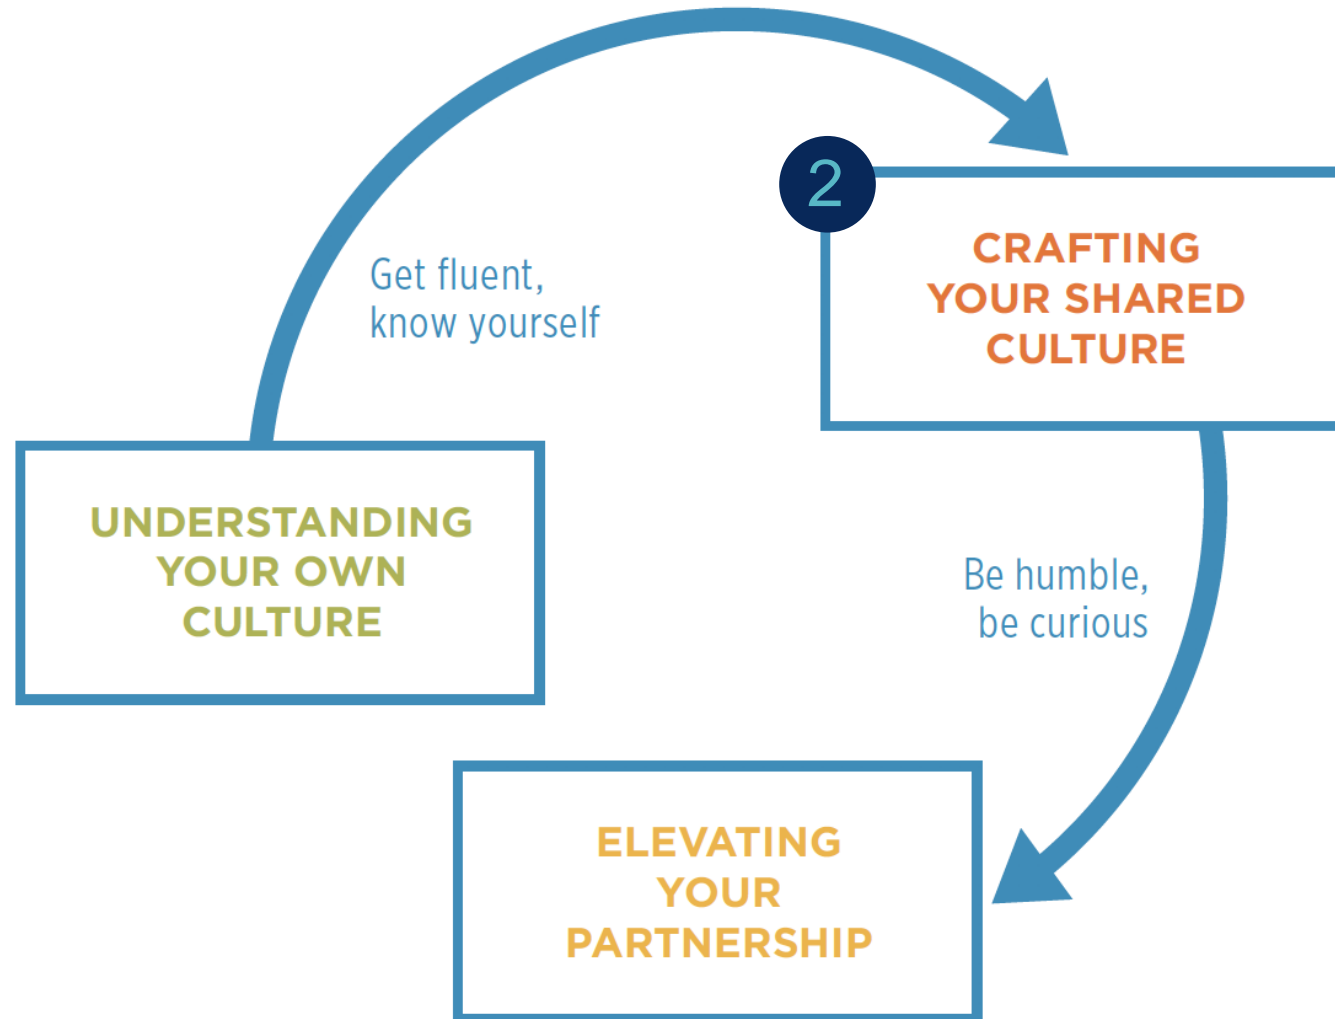 2
CRAFTING
YOUR SHARED
CULTURE
Get fluent,
know yourself
UNDERSTANDING
YOUR OWN
CULTURE
Be humble,
be curious
ELEVATING
YOUR
PARTNERSHIP